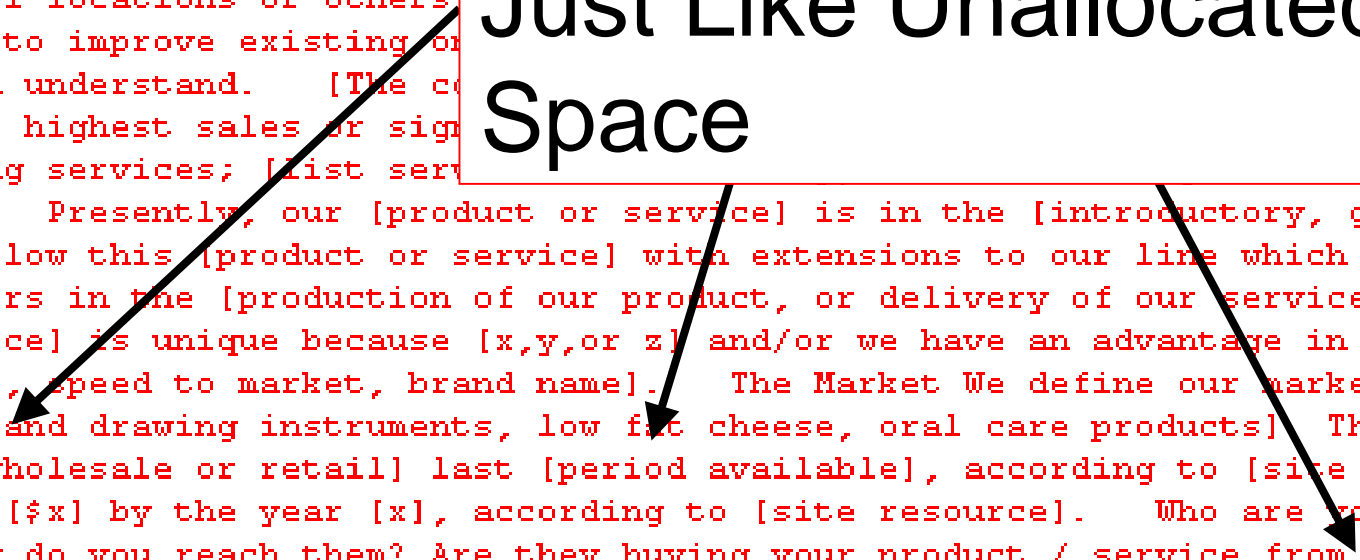 r locations or others
Just Like Unallocated
to improve existing or
understand. [The co
Space
highest sales or sign
g services; [list serv
Presently, our [product or service] is in the [introductory, g
low this [product or service] with extensions to our line which
rs in the [production of our product, or delivery of our service
ce] is unique because [x,y,or z] and/or we have an advantage in
, speed to market, brand name]. The Market We define our marke
and drawing instruments, low fat cheese, oral care products] Th
wholesale or retail] last [period available], according to [site
[$x] by the year [x], according to [site resource]. Who are yo
do you reach them? Are they buying your product / service from